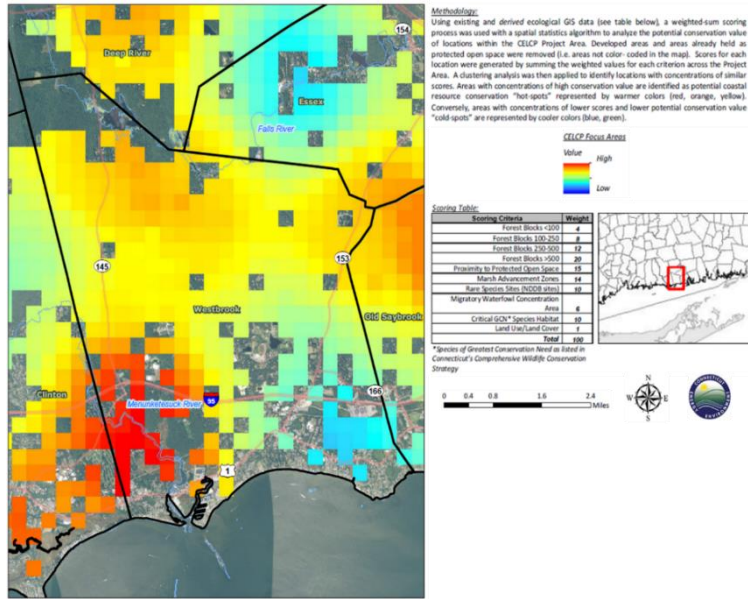 Deep River
154
Essex
Falls River
145
153
Westbrook
Old Saybrook
Clinton
Menunketesuck River
95
166
1
Methodology:
Using existing and derived ecological GIS data (see table below), a weighted-sum scoring
process was used with a spatial statistics algorithm to analyze the potential conservation value
of locations within the CELCP Project Area. Developed areas and areas already held as
protected open space were removed (i.e. areas not color- coded in the map). Scores for each
location were generated by summing the weighted values for each criterion across the Project
Area. A clustering analysis was then applied to identify locations with concentrations of similar
scores. Areas with concentrations of high conservation value are identified as potential coastal
resource conservation "hot-spots" represented by warmer colors (red, orange, yellow).
Conversely, areas with concentrations of lower scores and lower potential conservation value
"cold-spots" are represented by cooler colors (blue, green).
CELCP Focus Areas
Value
High
Low
Scoring Table:
Scoring Criteria Weight
Forest Blocks <100 4
Forest Blocks 100-250 8
Forest Blocks 250-500 12
Forest Blocks >500 20
Proximity to Protected Open Space 15
Marsh Advancement Zones 14
Rare Species Sites (NDDB sites) 10
Migratory Waterfowl Concentration
Area 6
Critical GCN* Species Habitat 10
Land Use/Land Cover 1
Total 100
*Species of Greatest Conservation Need as listed in
Connecticut's Comprehensive Wildlife Conservation
Strategy
0 0.4 0.8 1.6 2.4
Miles
N
W E
S